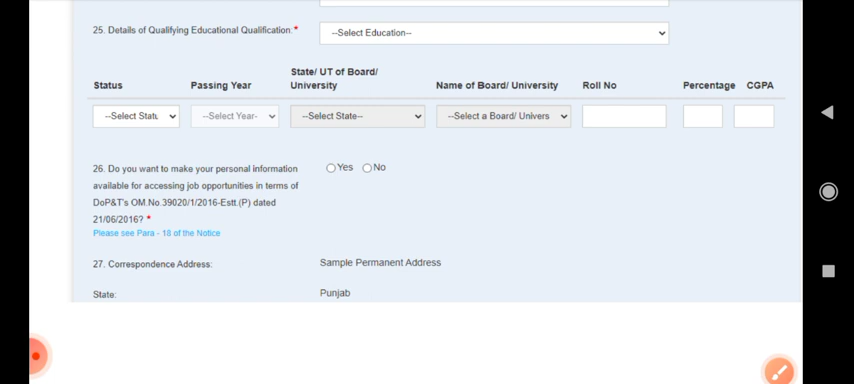 25. Details of Qualifying Educational Qualification:*
--Select Education--
Status Passing Year State/ UT of Board/ University Name of Board/ University Roll No Percentage CGPA
--Select Statu --Select Year- --Select State-- --Select a Board/ Univers
26. Do you want to make your personal information Yes No
available for accessing job opportunities in terms of
DoP&T's OM.No.39020/1/2016-Estt.(P) dated
21/06/2016? *
Please see Para - 18 of the Notice
27. Correspondence Address: Sample Permanent Address
State: Punjab